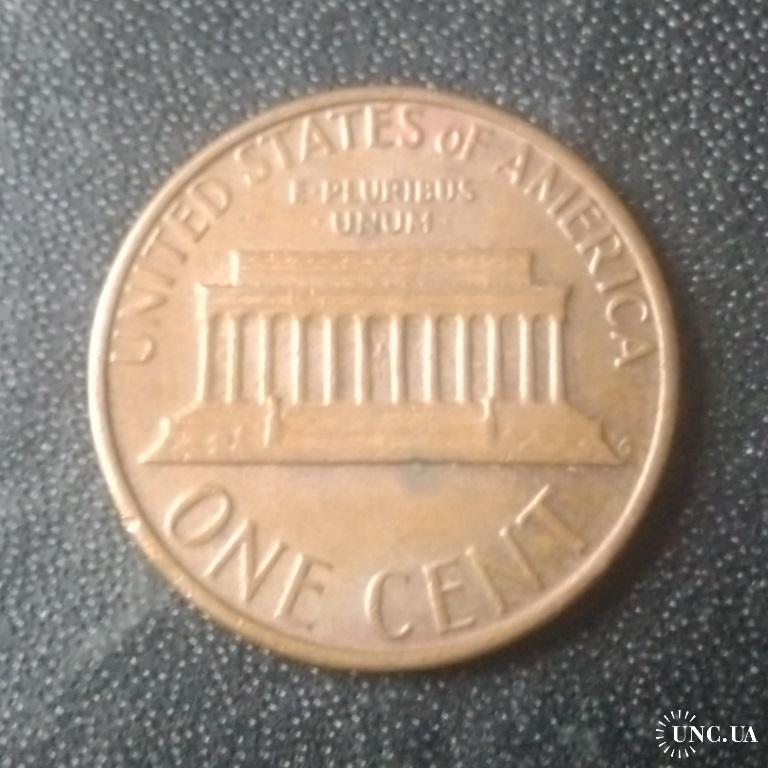 UNITED STATES OF AMERICA
E·PLURIBUS
·UNUM·
ONE CENT
UNC.UA